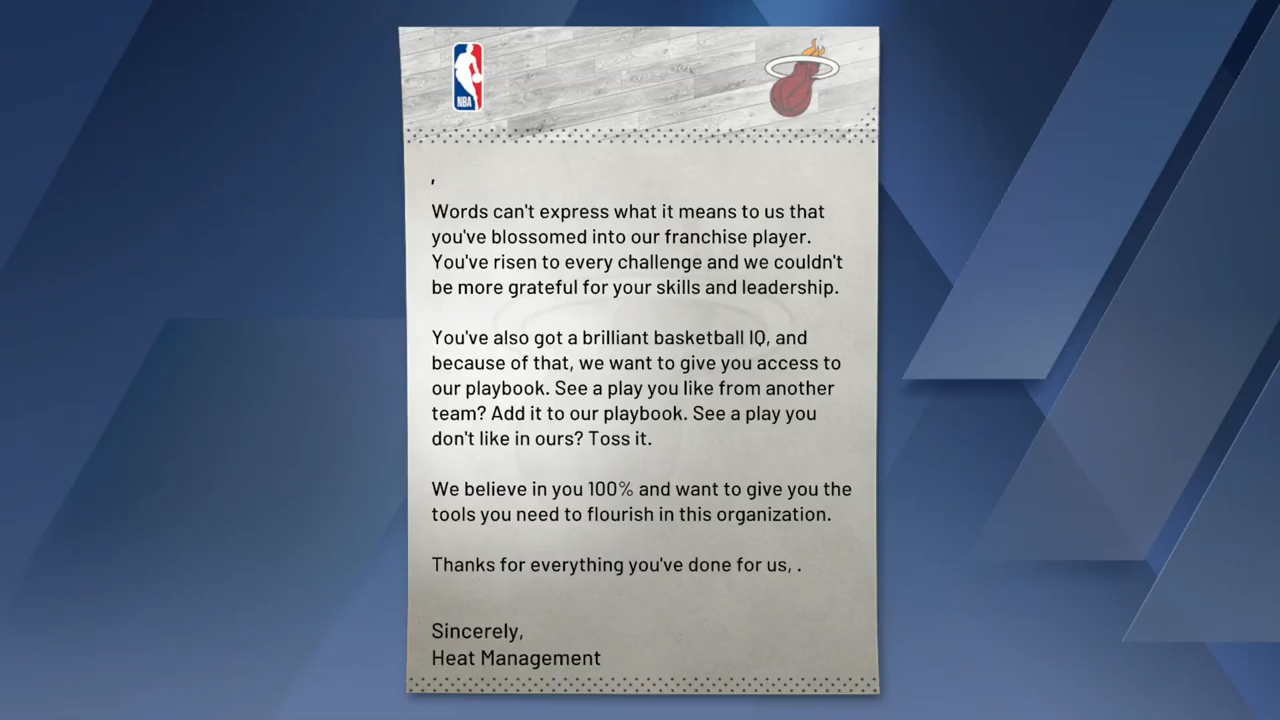 NBA
,
Words can't express what it means to us that
you've blossomed into our franchise player.
You've risen to every challenge and we couldn't
be more grateful for your skills and leadership.
You've also got a brilliant basketball IQ, and
because of that, we want to give you access to
our playbook. See a play you like from another
team? Add it to our playbook. See a play you
don't like in ours? Toss it.
We believe in you 100% and want to give you the
tools you need to flourish in this organization.
Thanks for everything you've done for us, .
Sincerely,
Heat Management